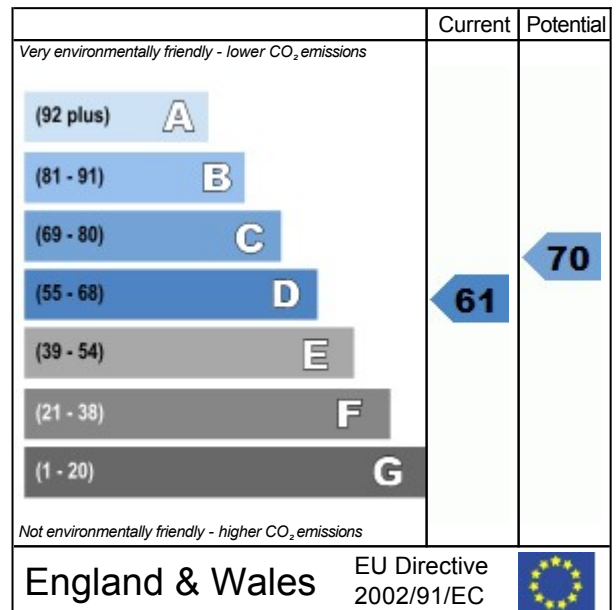 Current Potential
Very environmentally friendly - lower CO₂ emissions
(92 plus) A
(81 - 91) B
(69 - 80) C
70
(55 - 68) D
61
(39 - 54) E
(21 - 38) F
(1 - 20) G
Not environmentally friendly - higher CO₂ emissions
England & Wales
EU Directive
2002/91/EC